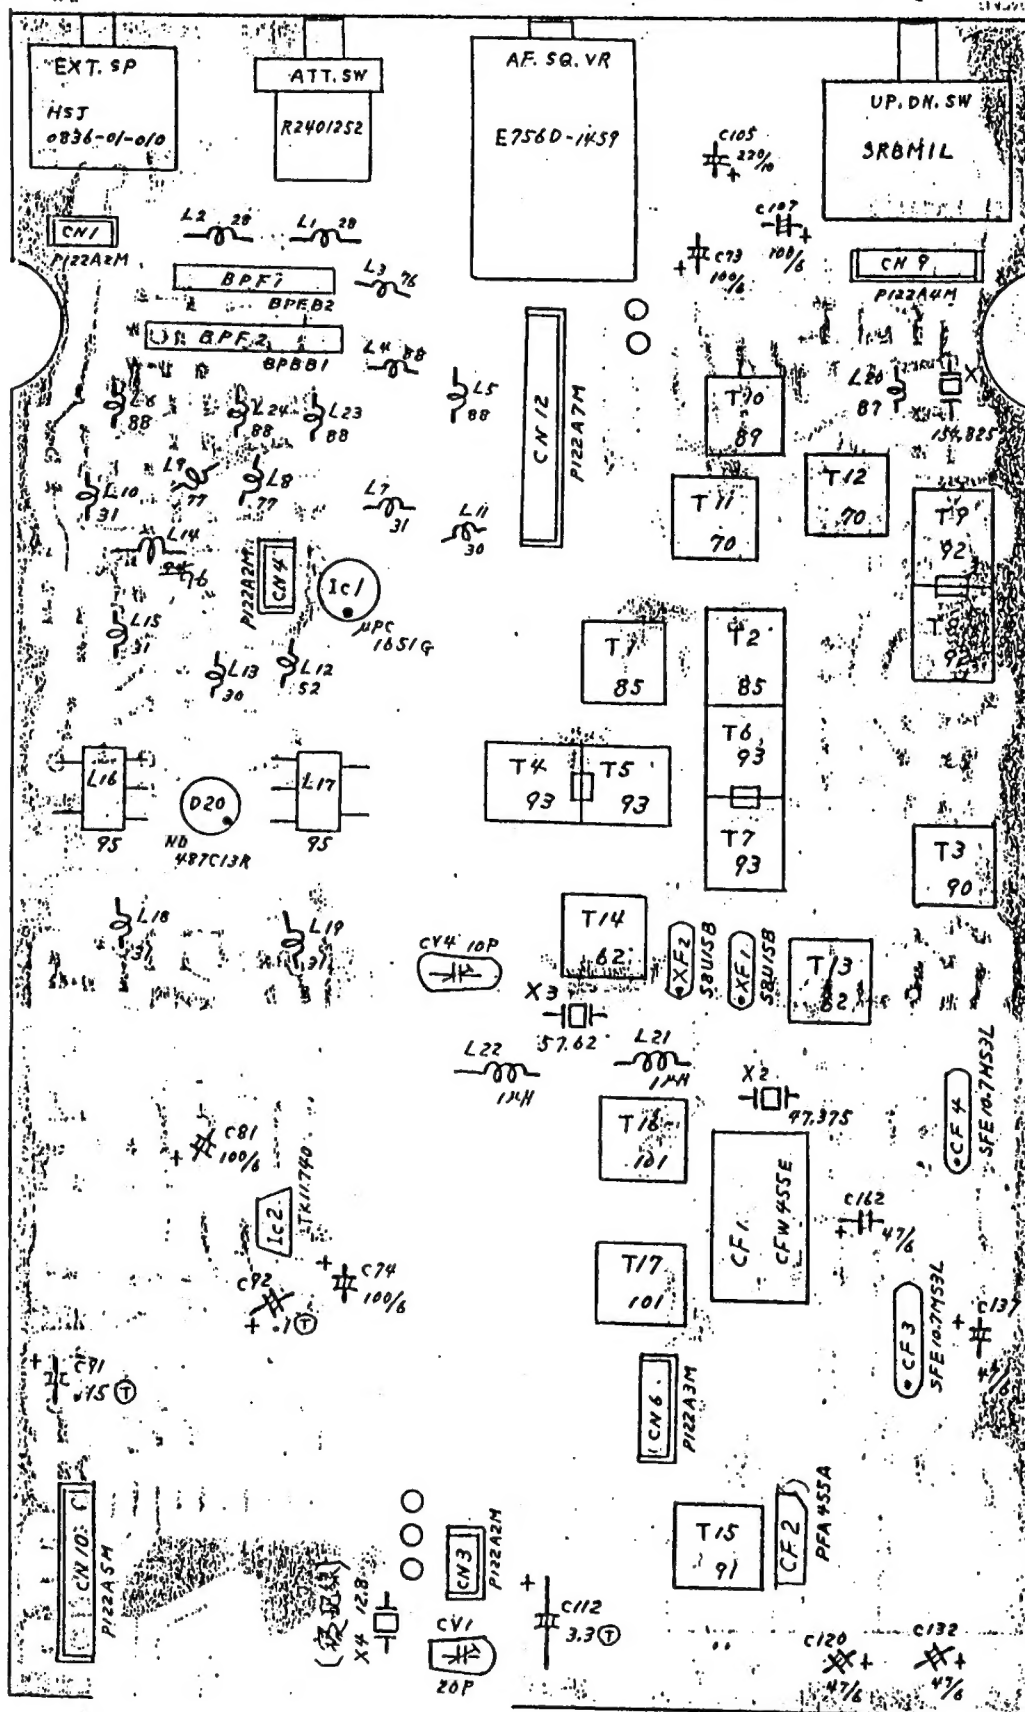 EXT. SP
HSJ
0836-01-010
ATT. SW
R2401252
AF. SQ. VR
E756D-1459
UP. DN. SW
SRBM1L
C105
220/10
C107
100/6
C73
100/6
CN1
P122A2M
L2 28
L1 28
BPF1
BPEB2
L3 76
BPF2
BPBB1
L4 88
CN9
P122A4M
L5
88
CN12
P122A7M
L6
88
L24
88
L23
88
T10
89
L20
87
X1
154.825
L9
77
L8
77
L10
31
L7
31
L11
30
T11
70
T12
70
T9
92
L14
76
P122A2M
CN4
Ic1
μPC
1651G
L15
31
L13
30
L12
52
T1
85
T2
85
92
T6
93
T4
93
T5
93
T7
93
L16
95
D20
ND
487C13R
L17
95
T3
90
L18
31
L19
31
CV4 10P
T14
62
XF2
S8U15B
XF1
S8U15B
T13
X3
57.62
L22
1μH
L21
1μH
X2
47.375
T16
101
CF4
SFE10.7MS3L
C81
100/6
Ic2
TK11740
CF1
CFW455E
C162
47/6
C92
.1 Ⓣ
C74
100/6
T17
101
CF3
SFE10.7MS3L
C137
47/6
C91
.15 Ⓣ
CN6
P122A3M
CN10
P122A5M
CN3
P122A2M
T15
91
CF2
PFA455A
X4 12.8
CV1
20P
C112
3.3 Ⓣ
C120
47/6
C132
47/6